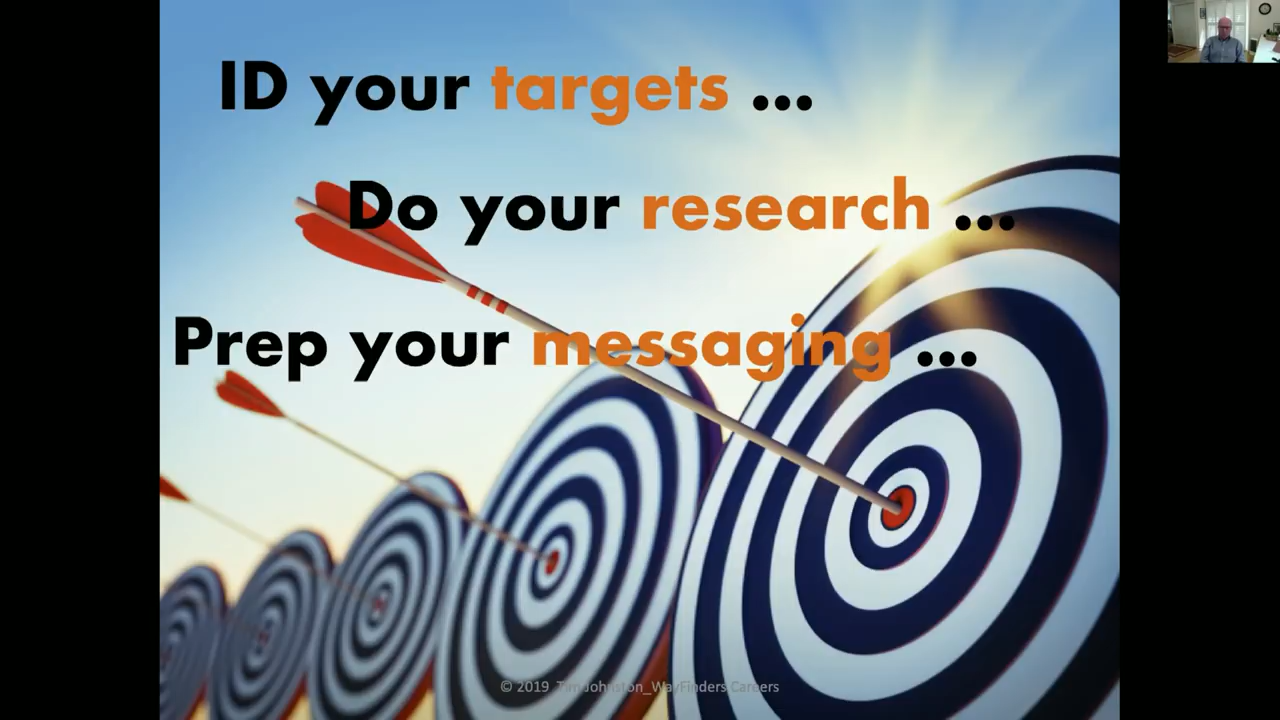 ID your targets ...
Do your research ...
Prep your messaging ...
© 2019 Tim Johnston_WayFinders Careers